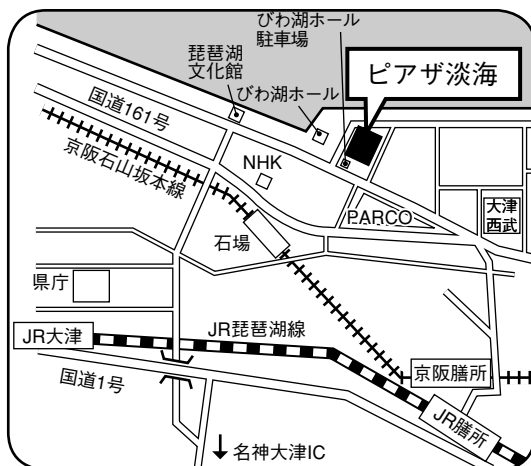 びわ湖ホール
駐車場
琵琶湖
文化館
びわ湖ホール
ピアザ淡海
国道161号
京阪石山坂本線
NHK
PARCO
大津
西武
石場
県庁
JR大津
JR琵琶湖線
国道1号
京阪膳所
JR膳所
名神大津IC